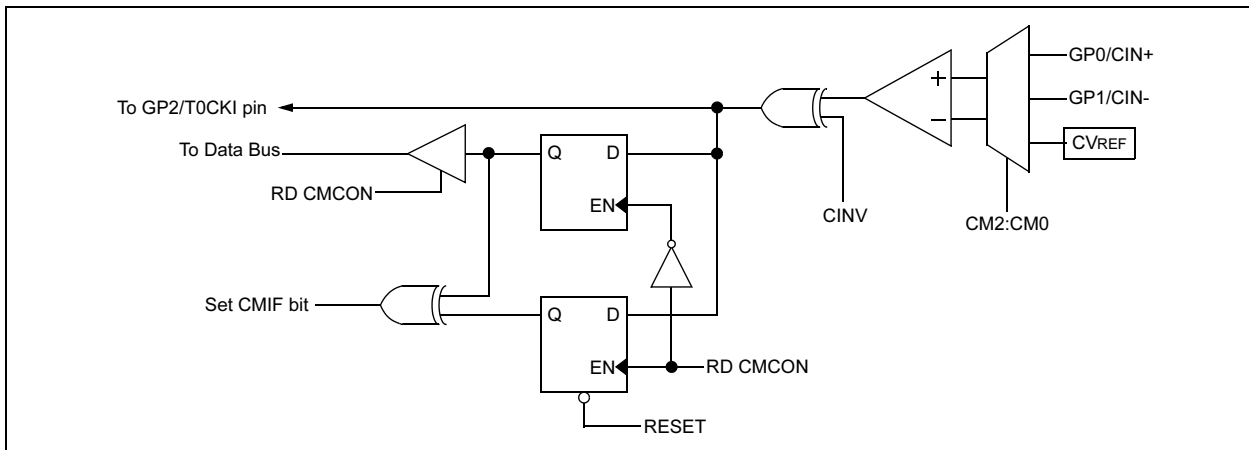 GP0/CIN+
To GP2/T0CKI pin
GP1/CIN-
To Data Bus
Q D
CVREF
RD CMCON
EN
CINV
CM2:CM0
Set CMIF bit
Q D
EN
RD CMCON
RESET